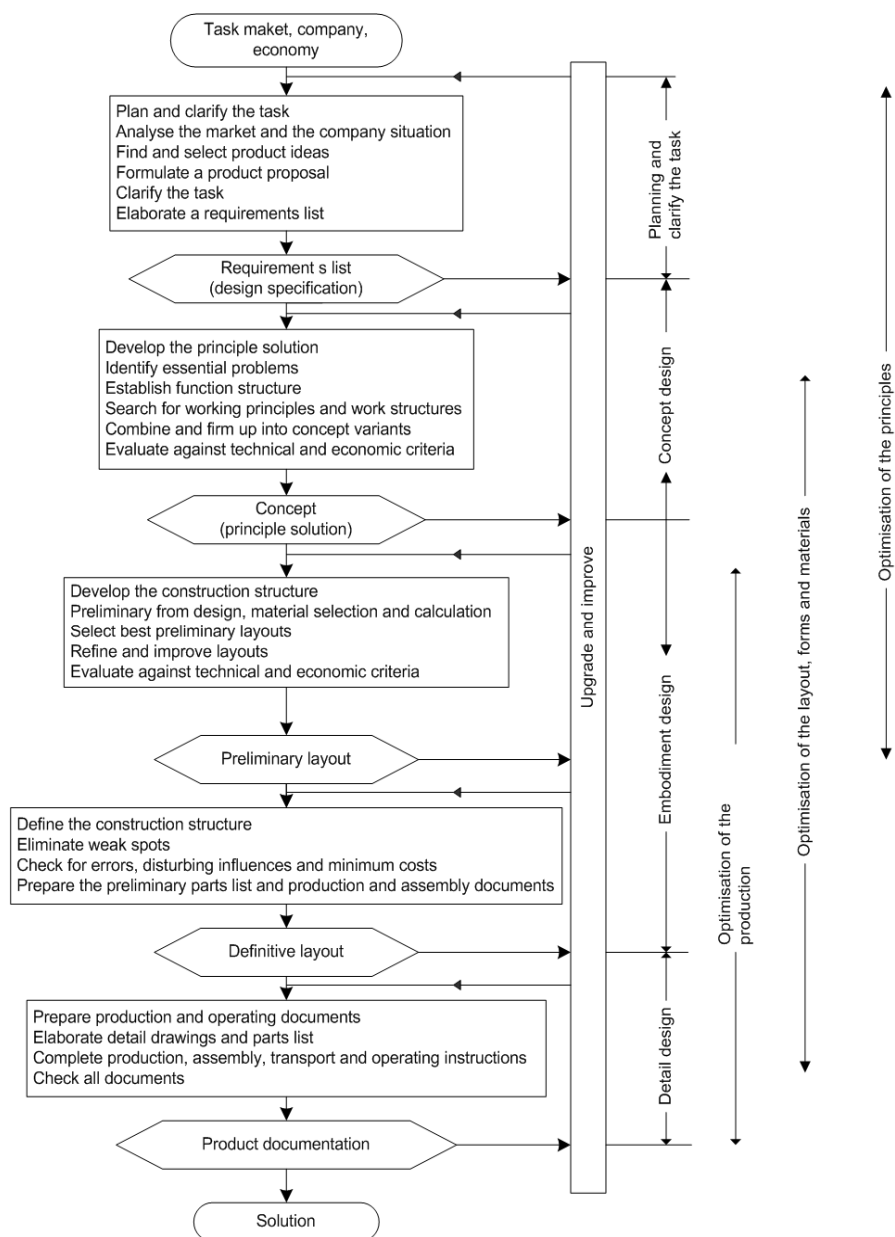 Task maket, company,
economy
Plan and clarify the task
Analyse the market and the company situation
Find and select product ideas
Formulate a product proposal
Clarify the task
Elaborate a requirements list
Requirement s list
(design specification)
Develop the principle solution
Identify essential problems
Establish function structure
Search for working principles and work structures
Combine and firm up into concept variants
Evaluate against technical and economic criteria
Concept
(principle solution)
Develop the construction structure
Preliminary from design, material selection and calculation
Select best preliminary layouts
Refine and improve layouts
Evaluate against technical and economic criteria
Preliminary layout
Define the construction structure
Eliminate weak spots
Check for errors, disturbing influences and minimum costs
Prepare the preliminary parts list and production and assembly documents
Definitive layout
Prepare production and operating documents
Elaborate detail drawings and parts list
Complete production, assembly, transport and operating instructions
Check all documents
Product documentation
Solution
Upgrade and improve
Planning and
clarify the task
Concept design
Embodiment design
Detail design
Optimisation of the
production
Optimisation of the layout, forms and materials
Optimisation of the principles